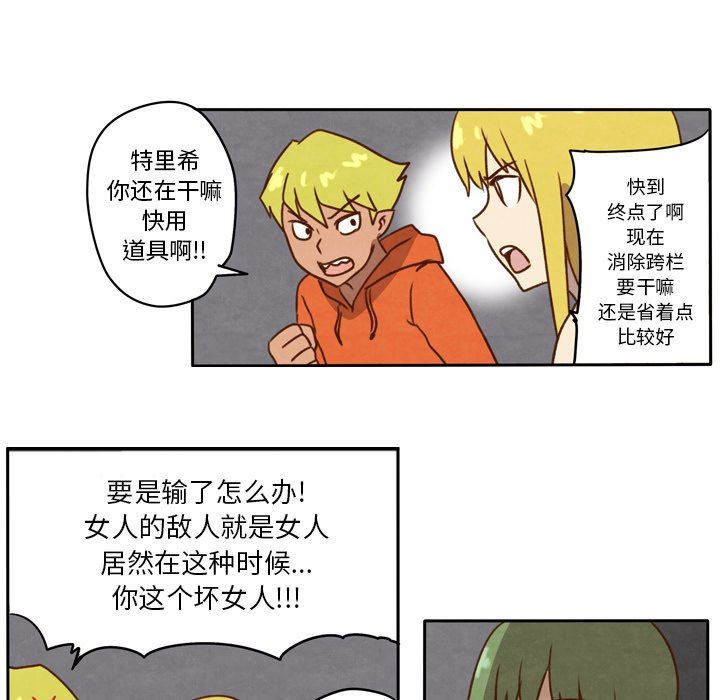 特里希
你还在干嘛
快用
道具啊!!
快到
终点了啊
现在
消除跨栏
要干嘛
还是省着点
比较好
要是输了怎么办!
女人的敌人就是女人
居然在这种时候...
你这个坏女人!!!